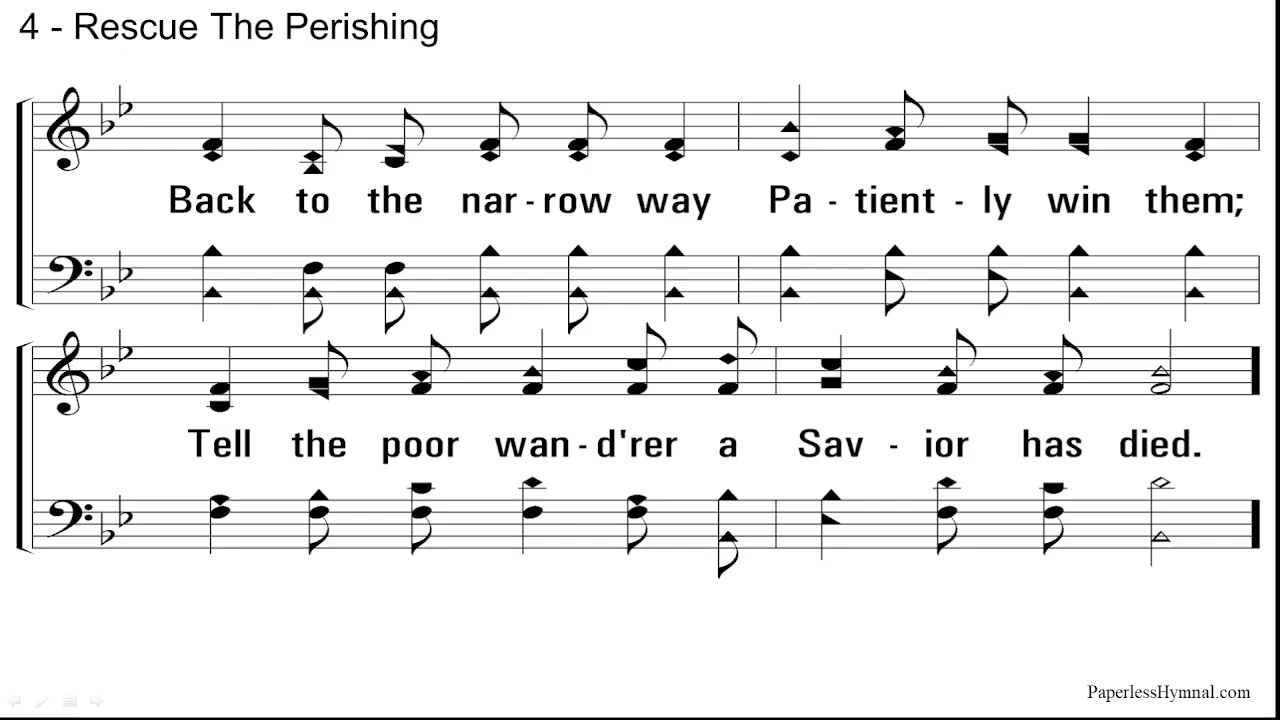 4 - Rescue The Perishing
Back to the nar - row way Pa - tient - ly win them;
Tell the poor wan - d'rer a Sav - ior has died.
PaperlessHymnal.com